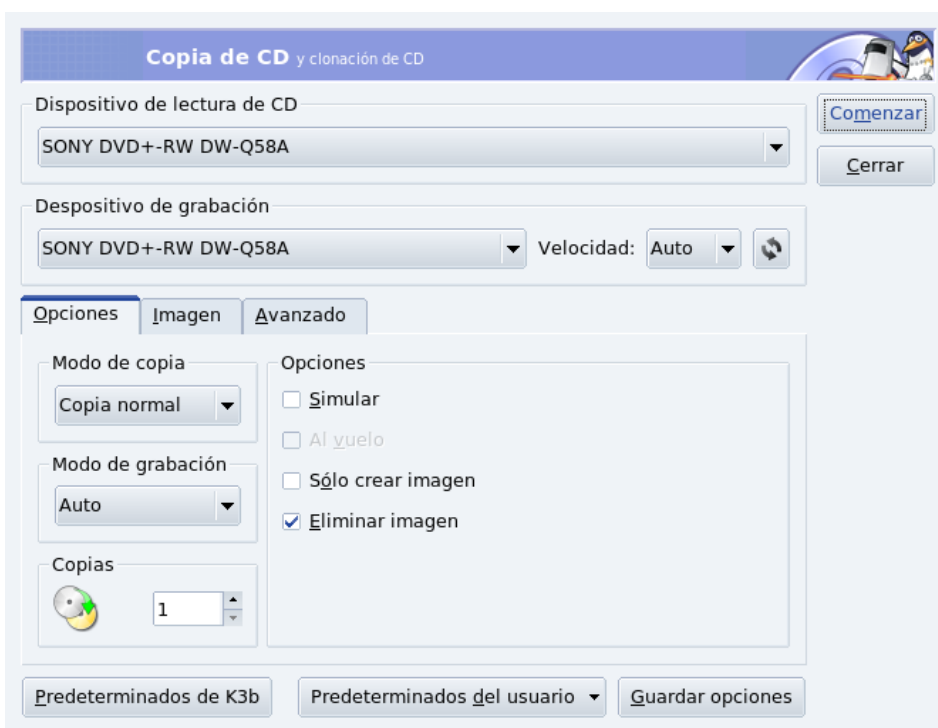 Copia de CD y clonación de CD
Dispositivo de lectura de CD
Comenzar
SONY DVD+-RW DW-Q58A
Cerrar
Despositivo de grabación
SONY DVD+-RW DW-Q58A Velocidad: Auto
Opciones Imagen Avanzado
Modo de copia
Copia normal
Modo de grabación
Auto
Copias
1
Opciones
Simular
Al vuelo
Sólo crear imagen
Eliminar imagen
Predeterminados de K3b Predeterminados del usuario Guardar opciones